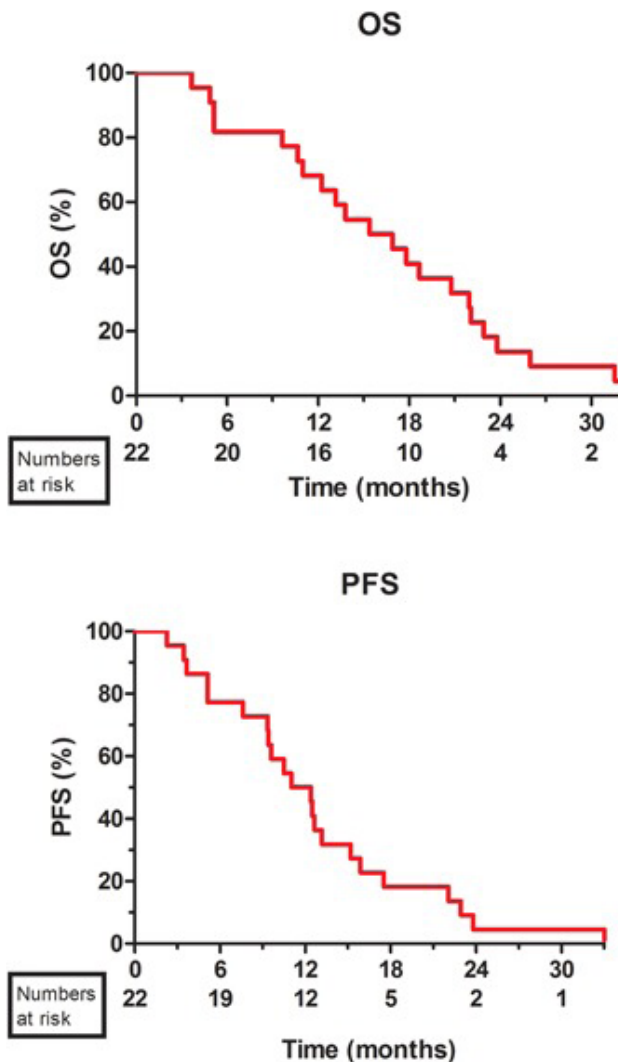 OS
100
80
60
40
20
0
OS (%)
0 6 12 18 24 30
Numbers
at risk
22 20 16 10 4 2
Time (months)
PFS
100
80
60
40
20
0
PFS (%)
0 6 12 18 24 30
Numbers
at risk
22 19 12 5 2 1
Time (months)